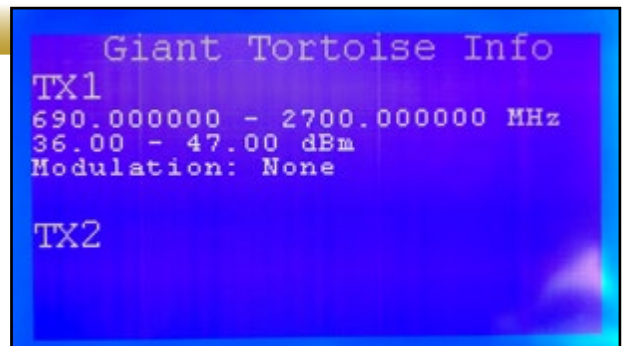 Giant Tortoise Info
TX1
690.000000 - 2700.000000 MHz
36.00 - 47.00 dBm
Modulation: None
TX2